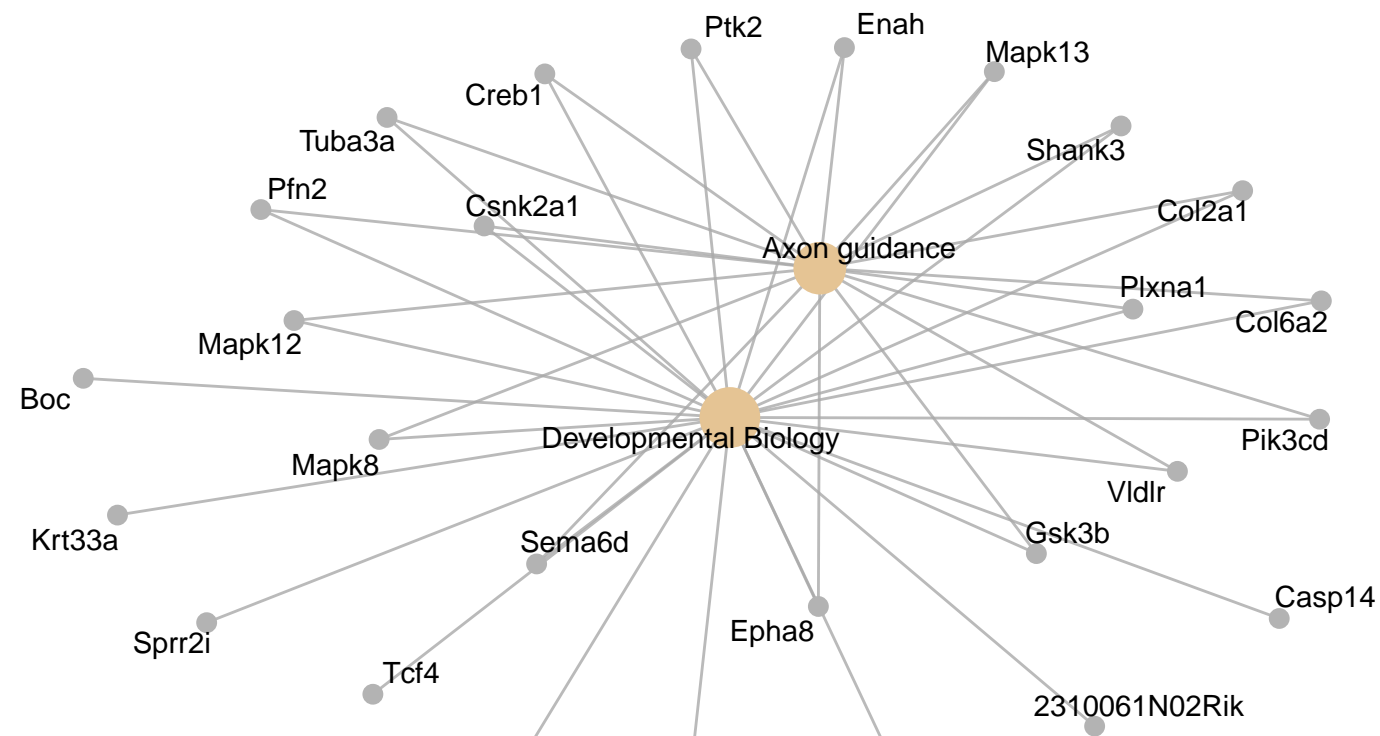 Ptk2
Enah
Mapk13
Creb1
Tuba3a
Shank3
Pfn2
Csnk2a1
Col2a1
Axon guidance
Plxna1
Col6a2
Mapk12
Boc
Developmental Biology
Pik3cd
Mapk8
Vldlr
Krt33a
Sema6d
Gsk3b
Casp14
Epha8
Sprr2i
Tcf4
2310061N02Rik